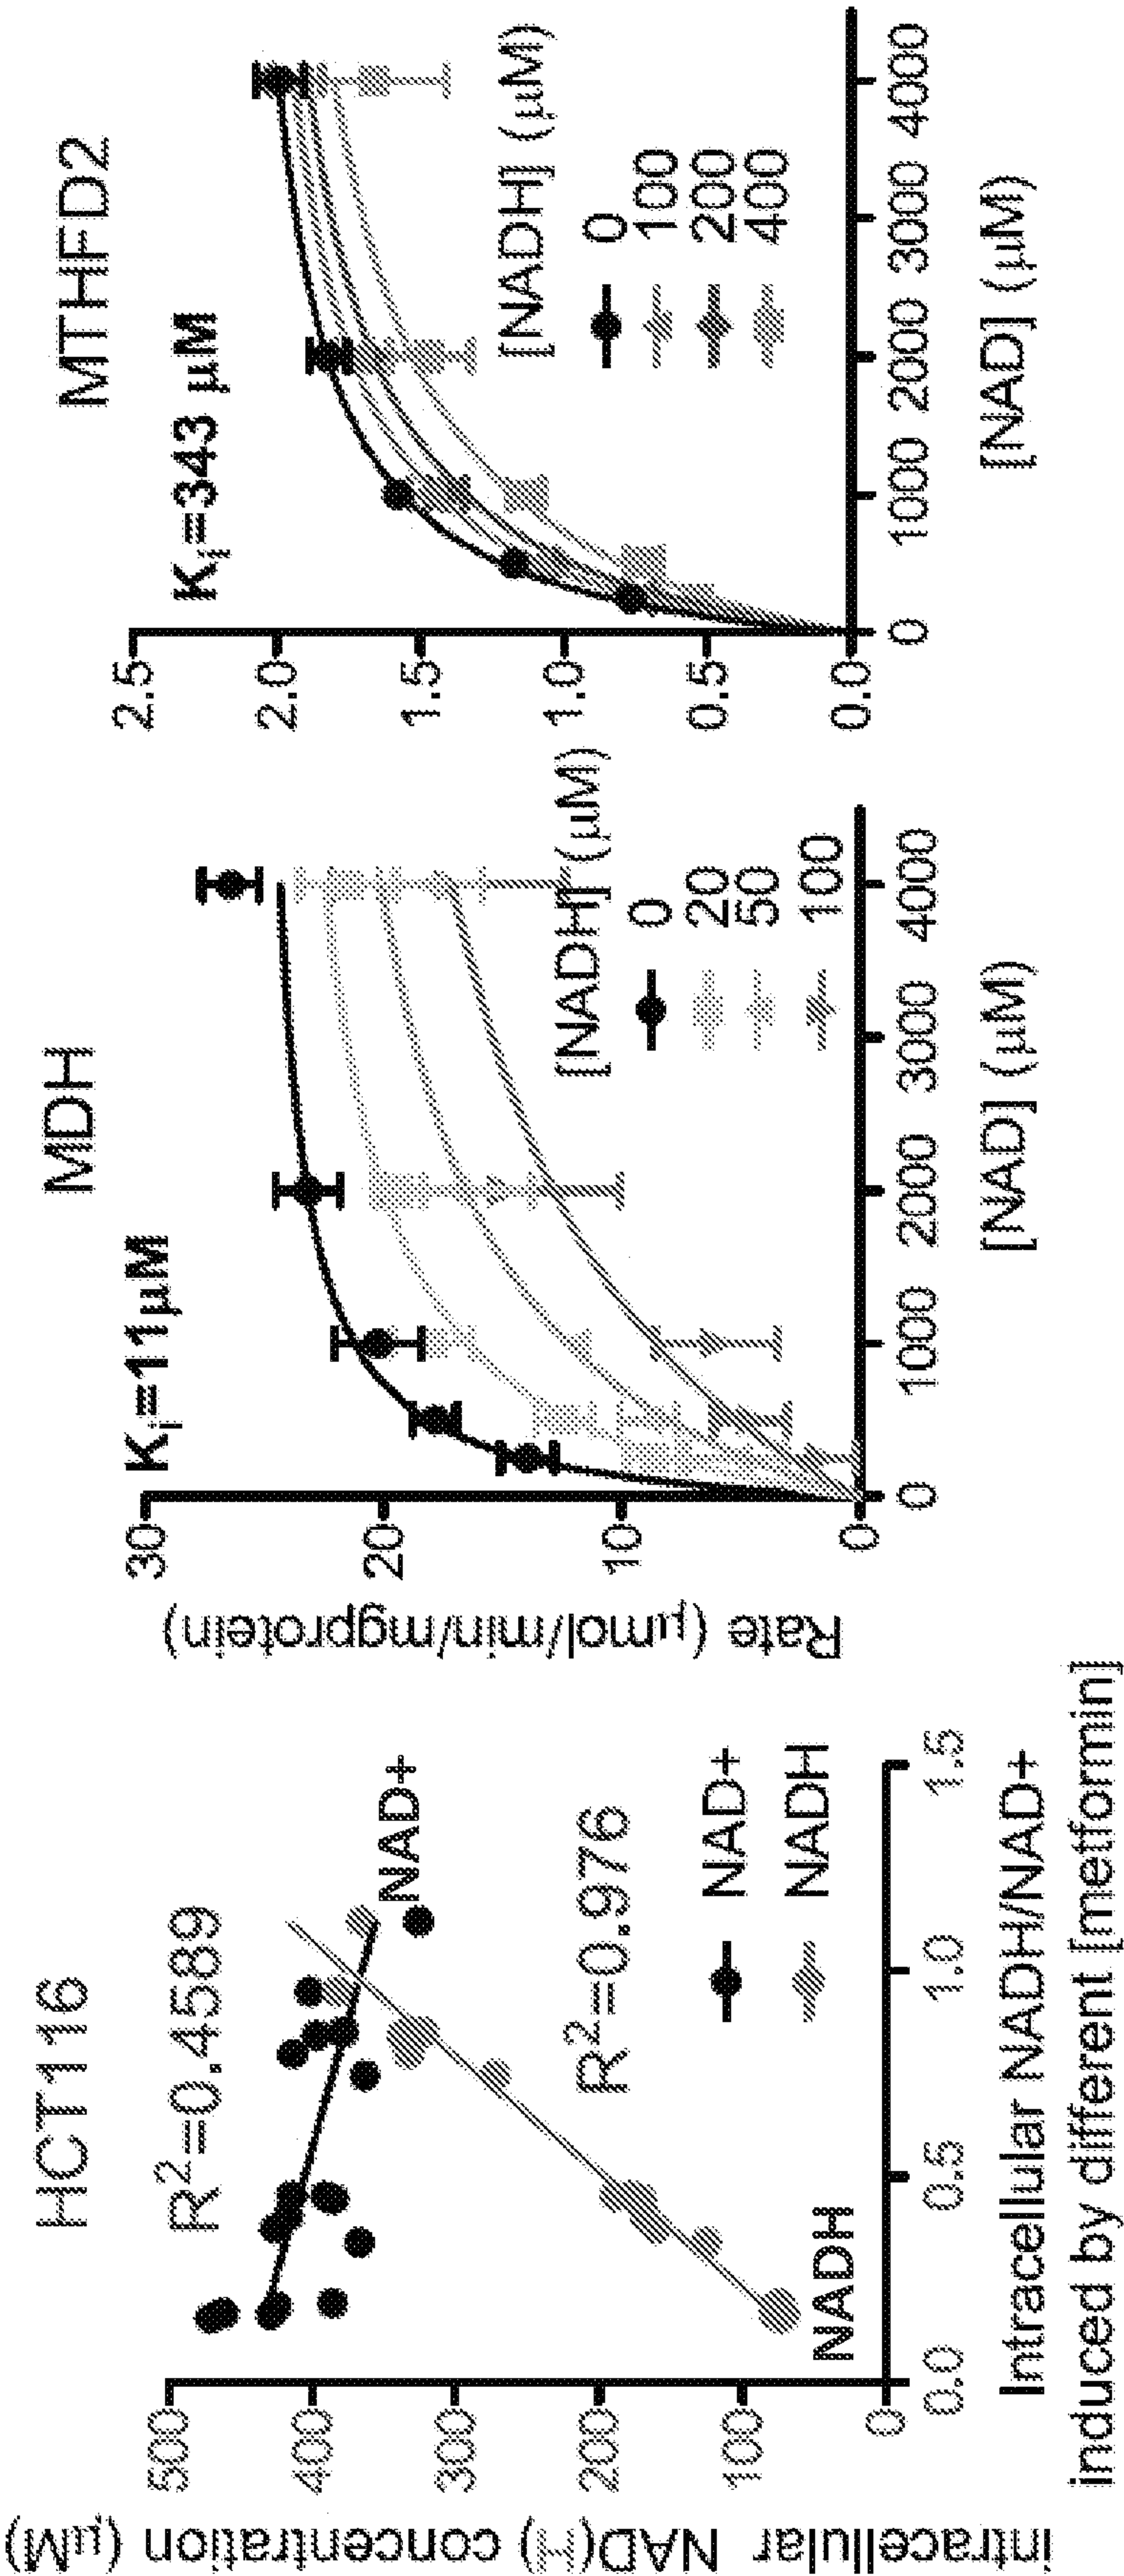 HCT116
R²=0.4589
NAD+
R²=0.976
NAD+
NADH
NADH
500
400
300
200
100
0
0.0
0.5
1.0
1.5
intracellular NAD(H) concentration (μM)
Intracellular NADH/NAD+
induced by different [metformin]
MDH
Ki=11μM
30
20
10
0
Rate (μmol/min/mgprotein)
[NADH] (μM)
0
20
50
100
0
1000
2000
3000
4000
[NAD] (μM)
MTHFD2
Ki=343 μM
2.5
2.0
1.5
1.0
0.5
0.0
[NADH] (μM)
0
100
200
400
0
1000
2000
3000
4000
[NAD] (μM)